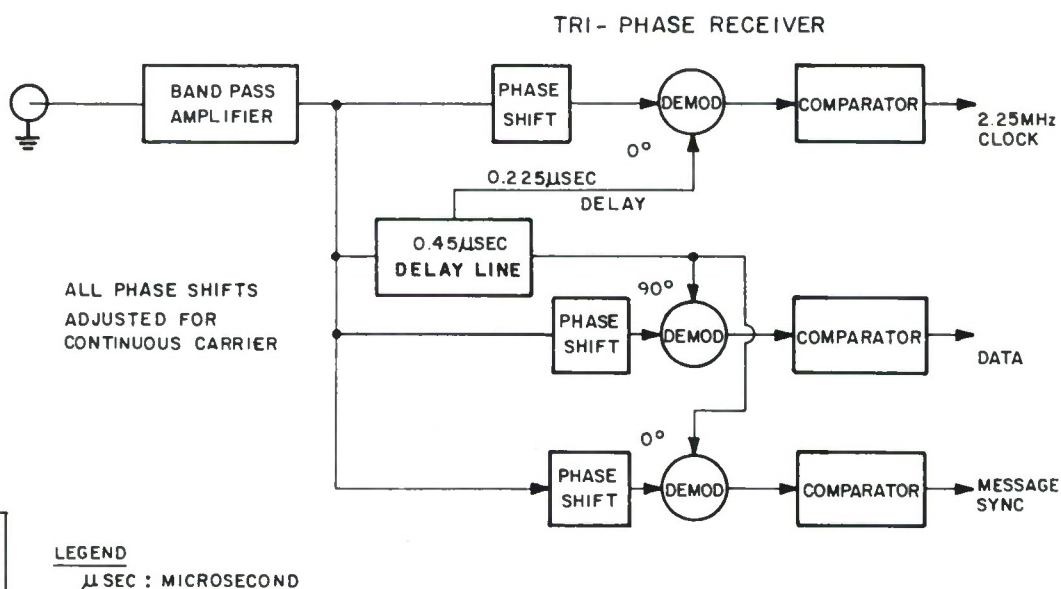 TRI- PHASE RECEIVER
BAND PASS
AMPLIFIER
PHASE
SHIFT
DEMOD
COMPARATOR
2.25MHz
CLOCK
0°
0.225µSEC
DELAY
0.45µSEC
DELAY LINE
90°
ALL PHASE SHIFTS
ADJUSTED FOR
CONTINUOUS CARRIER
PHASE
SHIFT
DEMOD
COMPARATOR
DATA
0°
PHASE
SHIFT
DEMOD
COMPARATOR
MESSAGE
SYNC
LEGEND
µSEC : MICROSECOND